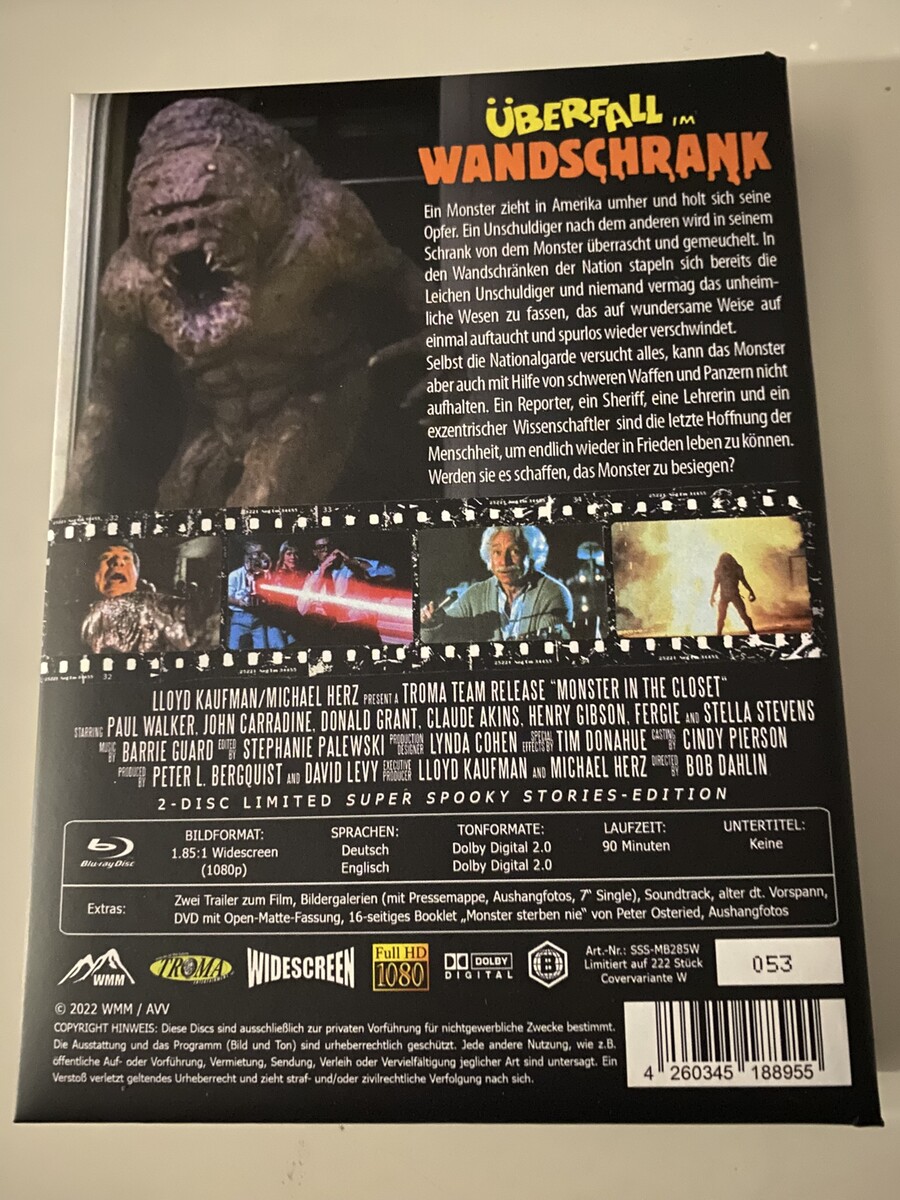 ÜBERFALL IM
WANDSCHRANK
Ein Monster zieht in Amerika umher und holt sich seine
Opfer. Ein Unschuldiger nach dem anderen wird in seinem
Schrank von dem Monster überrascht und gemeuchelt. In
den Wandschränken der Nation stapeln sich bereits die
Leichen Unschuldiger und niemand vermag das unheim-
liche Wesen zu fassen, das auf wundersame Weise auf
einmal auftaucht und spurlos wieder verschwindet.
Selbst die Nationalgarde versucht alles, kann das Monster
aber auch mit Hilfe von schweren Waffen und Panzern nicht
aufhalten. Ein Reporter, ein Sheriff, eine Lehrerin und ein
exzentrischer Wissenschaftler sind die letzte Hoffnung der
Menschheit, um endlich wieder in Frieden leben zu können.
Werden sie es schaffen, das Monster zu besiegen?
LLOYD KAUFMAN/MICHAEL HERZ PRESENT A TROMA TEAM RELEASE "MONSTER IN THE CLOSET"
STARRING PAUL WALKER, JOHN CARRADINE, DONALD GRANT, CLAUDE AKINS, HENRY GIBSON, FERGIE AND STELLA STEVENS
MUSIC BY BARRIE GUARD EDITED BY STEPHANIE PALEWSKI PRODUCTION DESIGNER LYNDA COHEN SPECIAL EFFECTS BY TIM DONAHUE CASTING BY CINDY PIERSON
PRODUCED BY PETER L. BERGQUIST AND DAVID LEVY EXECUTIVE PRODUCER LLOYD KAUFMAN AND MICHAEL HERZ DIRECTED BY BOB DAHLIN
2-DISC LIMITED SUPER SPOOKY STORIES-EDITION
Blu-ray Disc
BILDFORMAT:
1.85:1 Widescreen
(1080p)
SPRACHEN:
Deutsch
Englisch
TONFORMATE:
Dolby Digital 2.0
Dolby Digital 2.0
LAUFZEIT:
90 Minuten
UNTERTITEL:
Keine
Extras:
Zwei Trailer zum Film, Bildergalerien (mit Pressemappe, Aushangfotos, 7" Single), Soundtrack, alter dt. Vorspann,
DVD mit Open-Matte-Fassung, 16-seitiges Booklet „Monster sterben nie" von Peter Osteried, Aushangfotos
WMM
TROMA
WIDESCREEN
Full HD
1080
DOLBY
DIGITAL
B
Art.-Nr.: SSS-MB285W
Limitiert auf 222 Stück
Covervariante W
053
© 2022 WMM / AVV
COPYRIGHT HINWEIS: Diese Discs sind ausschließlich zur privaten Vorführung für nichtgewerbliche Zwecke bestimmt.
Die Ausstattung und das Programm (Bild und Ton) sind urheberrechtlich geschützt. Jede andere Nutzung, wie z.B.
öffentliche Auf- oder Vorführung, Vermietung, Sendung, Verleih oder Vervielfältigung jeglicher Art sind untersagt. Ein
Verstoß verletzt geltendes Urheberrecht und zieht straf- und/oder zivilrechtliche Verfolgung nach sich.
4 260345 188955